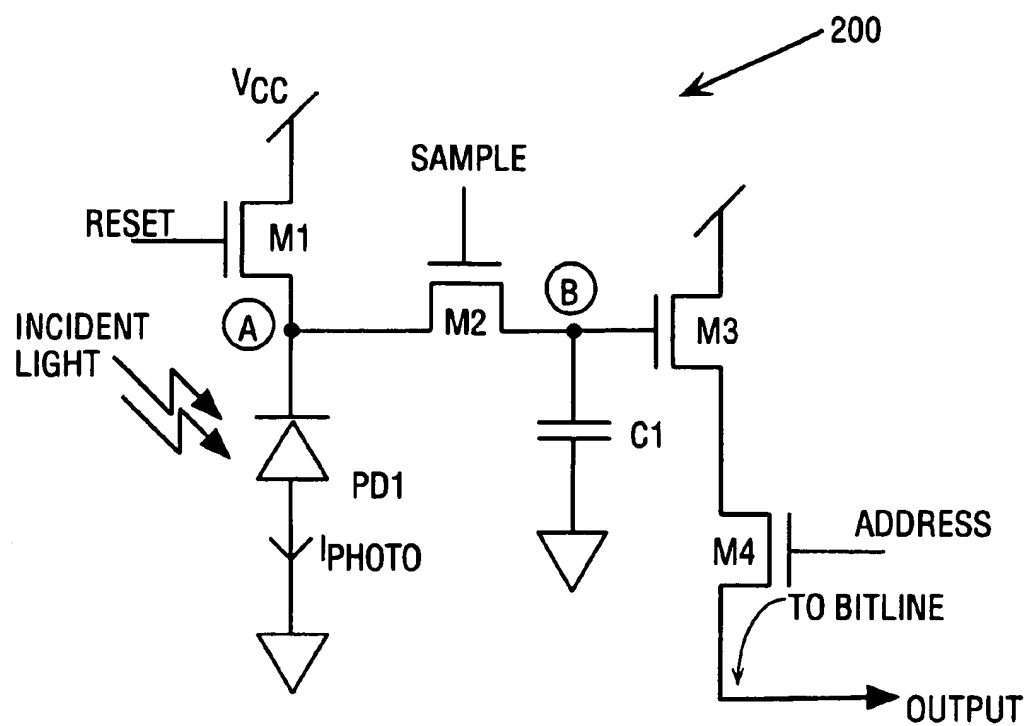 200
VCC
SAMPLE
RESET
M1
A
B
M2
M3
INCIDENT
LIGHT
C1
PD1
ADDRESS
M4
IPHOTO
TO BITLINE
OUTPUT